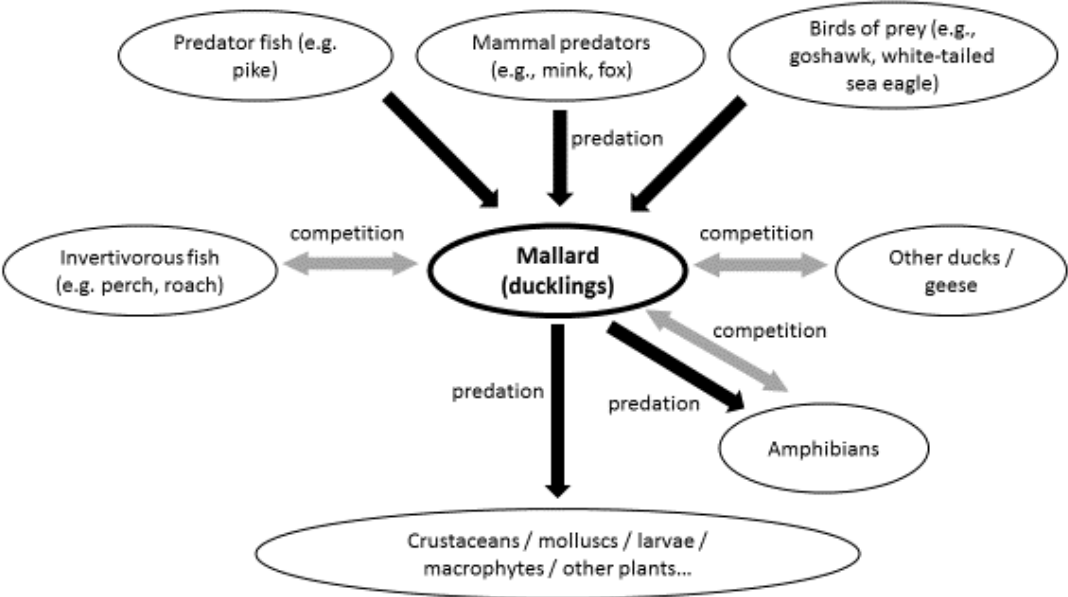 Predator fish (e.g.
pike)
Mammal predators
(e.g., mink, fox)
Birds of prey (e.g.,
goshawk, white-tailed
sea eagle)
predation
competition
competition
Invertivorous fish
(e.g. perch, roach)
Mallard
(ducklings)
Other ducks /
geese
competition
predation
predation
Amphibians
Crustaceans / molluscs / larvae /
macrophytes / other plants...